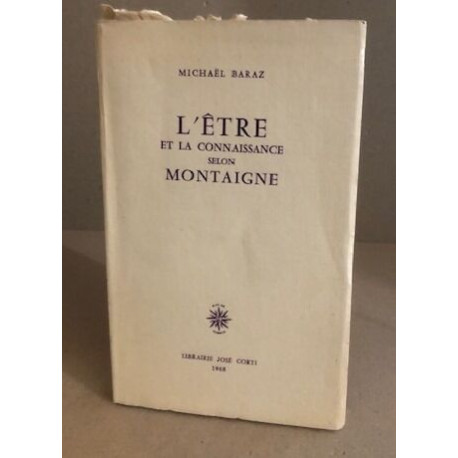 MICHAËL BARAZ
L'ÊTRE
ET LA CONNAISSANCE
SELON
MONTAIGNE
LIBRAIRIE JOSÉ CORTI
1968